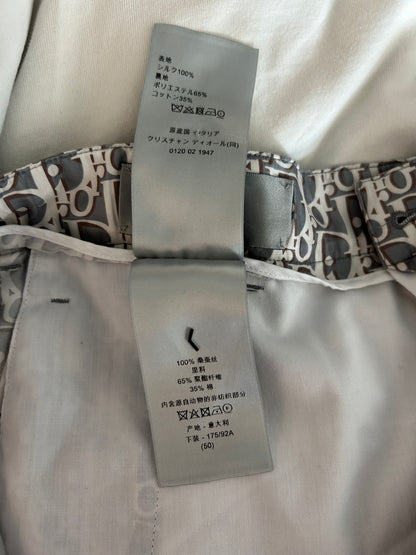 表地
シルク100%
裏地
ポリエステル65%
コットン35%
原産国 イタリア
クリスチャン ディオール(同)
0120 02 1947
100% 桑蚕丝
里料
65% 聚酯纤维
35% 棉
内含源自动物的非纺织部分
产地 - 意大利
下装 - 175/92A
(50)